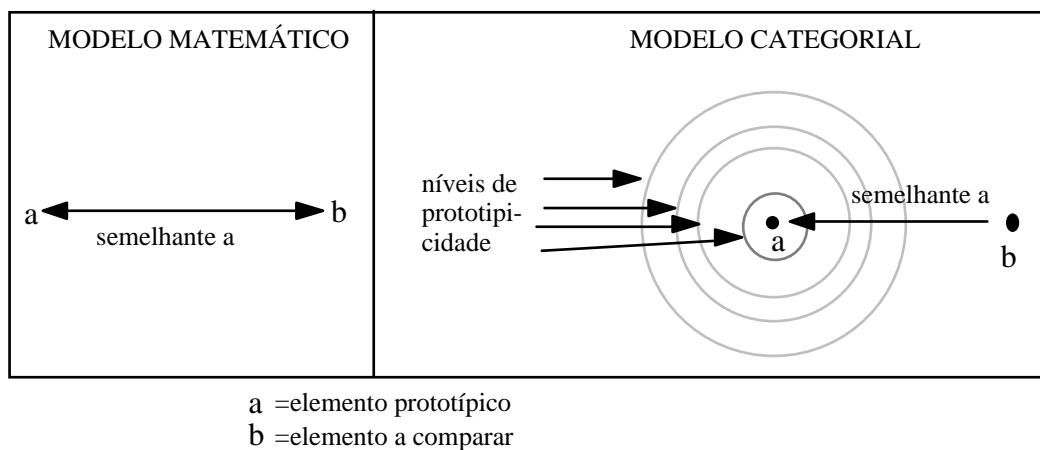 MODELO MATEMÁTICO
a b
semelhante a
MODELO CATEGORIAL
níveis de
prototipi-
cidade
semelhante a
a
b
a =elemento prototípico
b =elemento a comparar